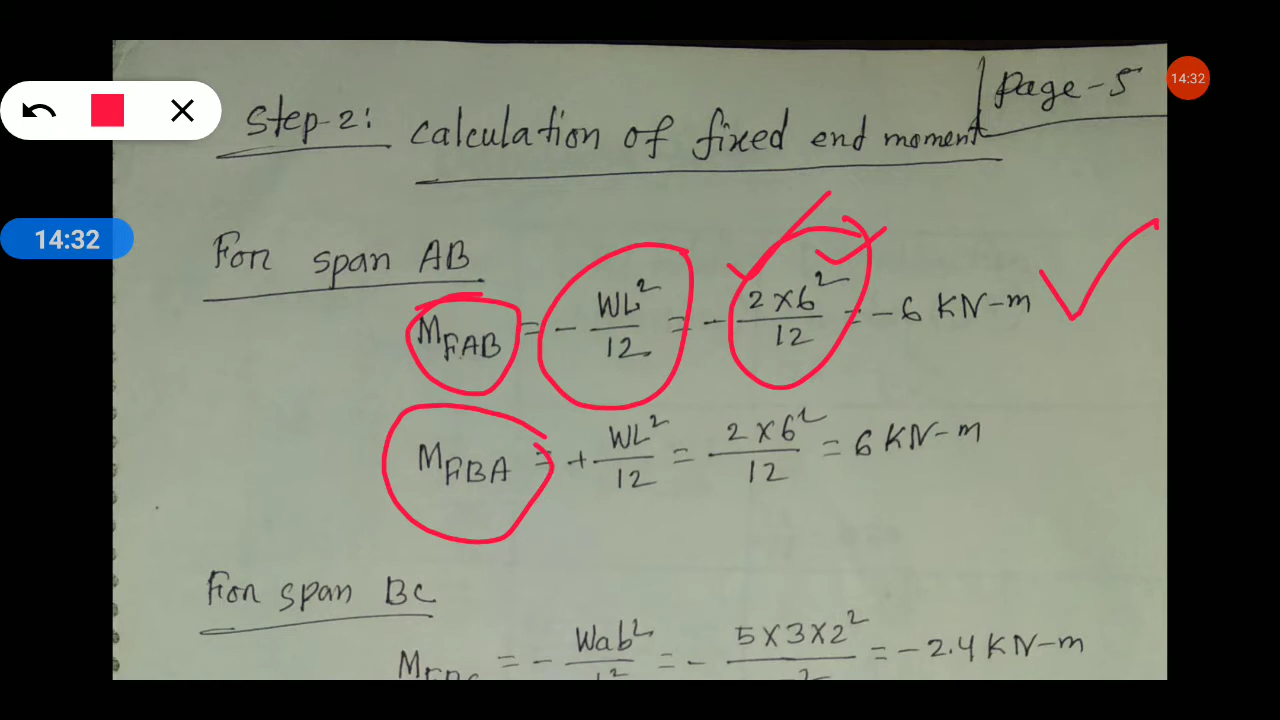 14:32
Page-5
Step-2: Calculation of fixed end moment
14:32
For span AB
M_FAB = - WL²/12 = - 2×6²/12 = -6 KN-m
M_FBA = + WL²/12 = 2×6²/12 = 6 KN-m
For span BC
= - Wab² = - 5×3×2² = -2.4 KN-m